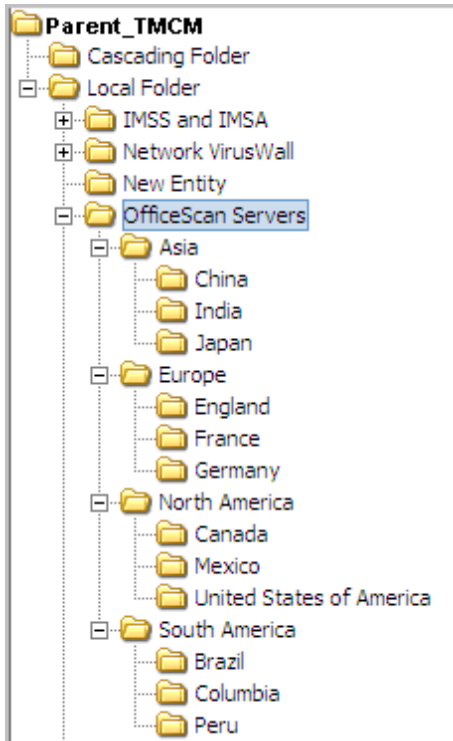 Parent_TMCM
Cascading Folder
Local Folder
IMSS and IMSA
Network VirusWall
New Entity
OfficeScan Servers
Asia
China
India
Japan
Europe
England
France
Germany
North America
Canada
Mexico
United States of America
South America
Brazil
Columbia
Peru